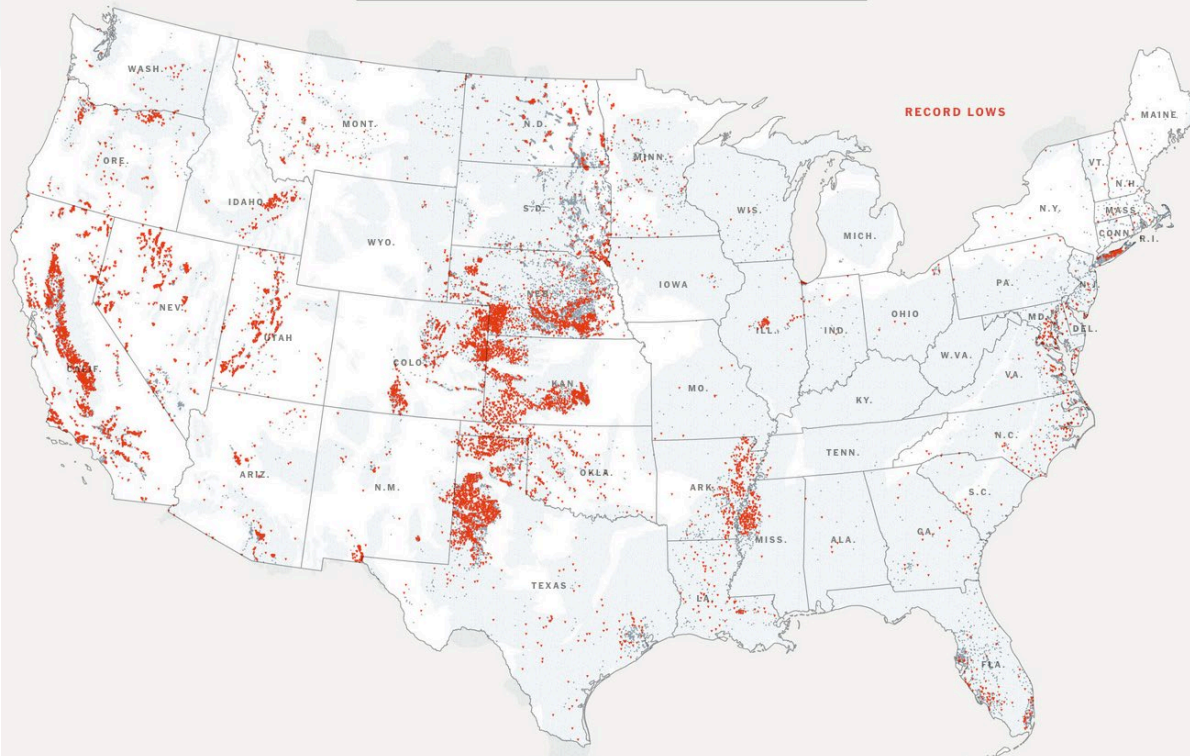 WASH.
MONT.
N.D.
MINN.
RECORD LOWS
MAINE
ORE.
IDAHO
S.D.
WIS.
MICH.
N.Y.
VT.
N.H.
MASS.
CONN.
R.I.
WYO.
NEV.
UTAH
COLO.
CALIF.
IOWA
ILL.
IND.
OHIO
PA.
N.J.
MD.
DEL.
W.VA.
VA.
KAN.
MO.
KY.
ARIZ.
N.M.
OKLA.
ARK.
TENN.
N.C.
S.C.
TEXAS
LA.
MISS.
ALA.
GA.
FLA.